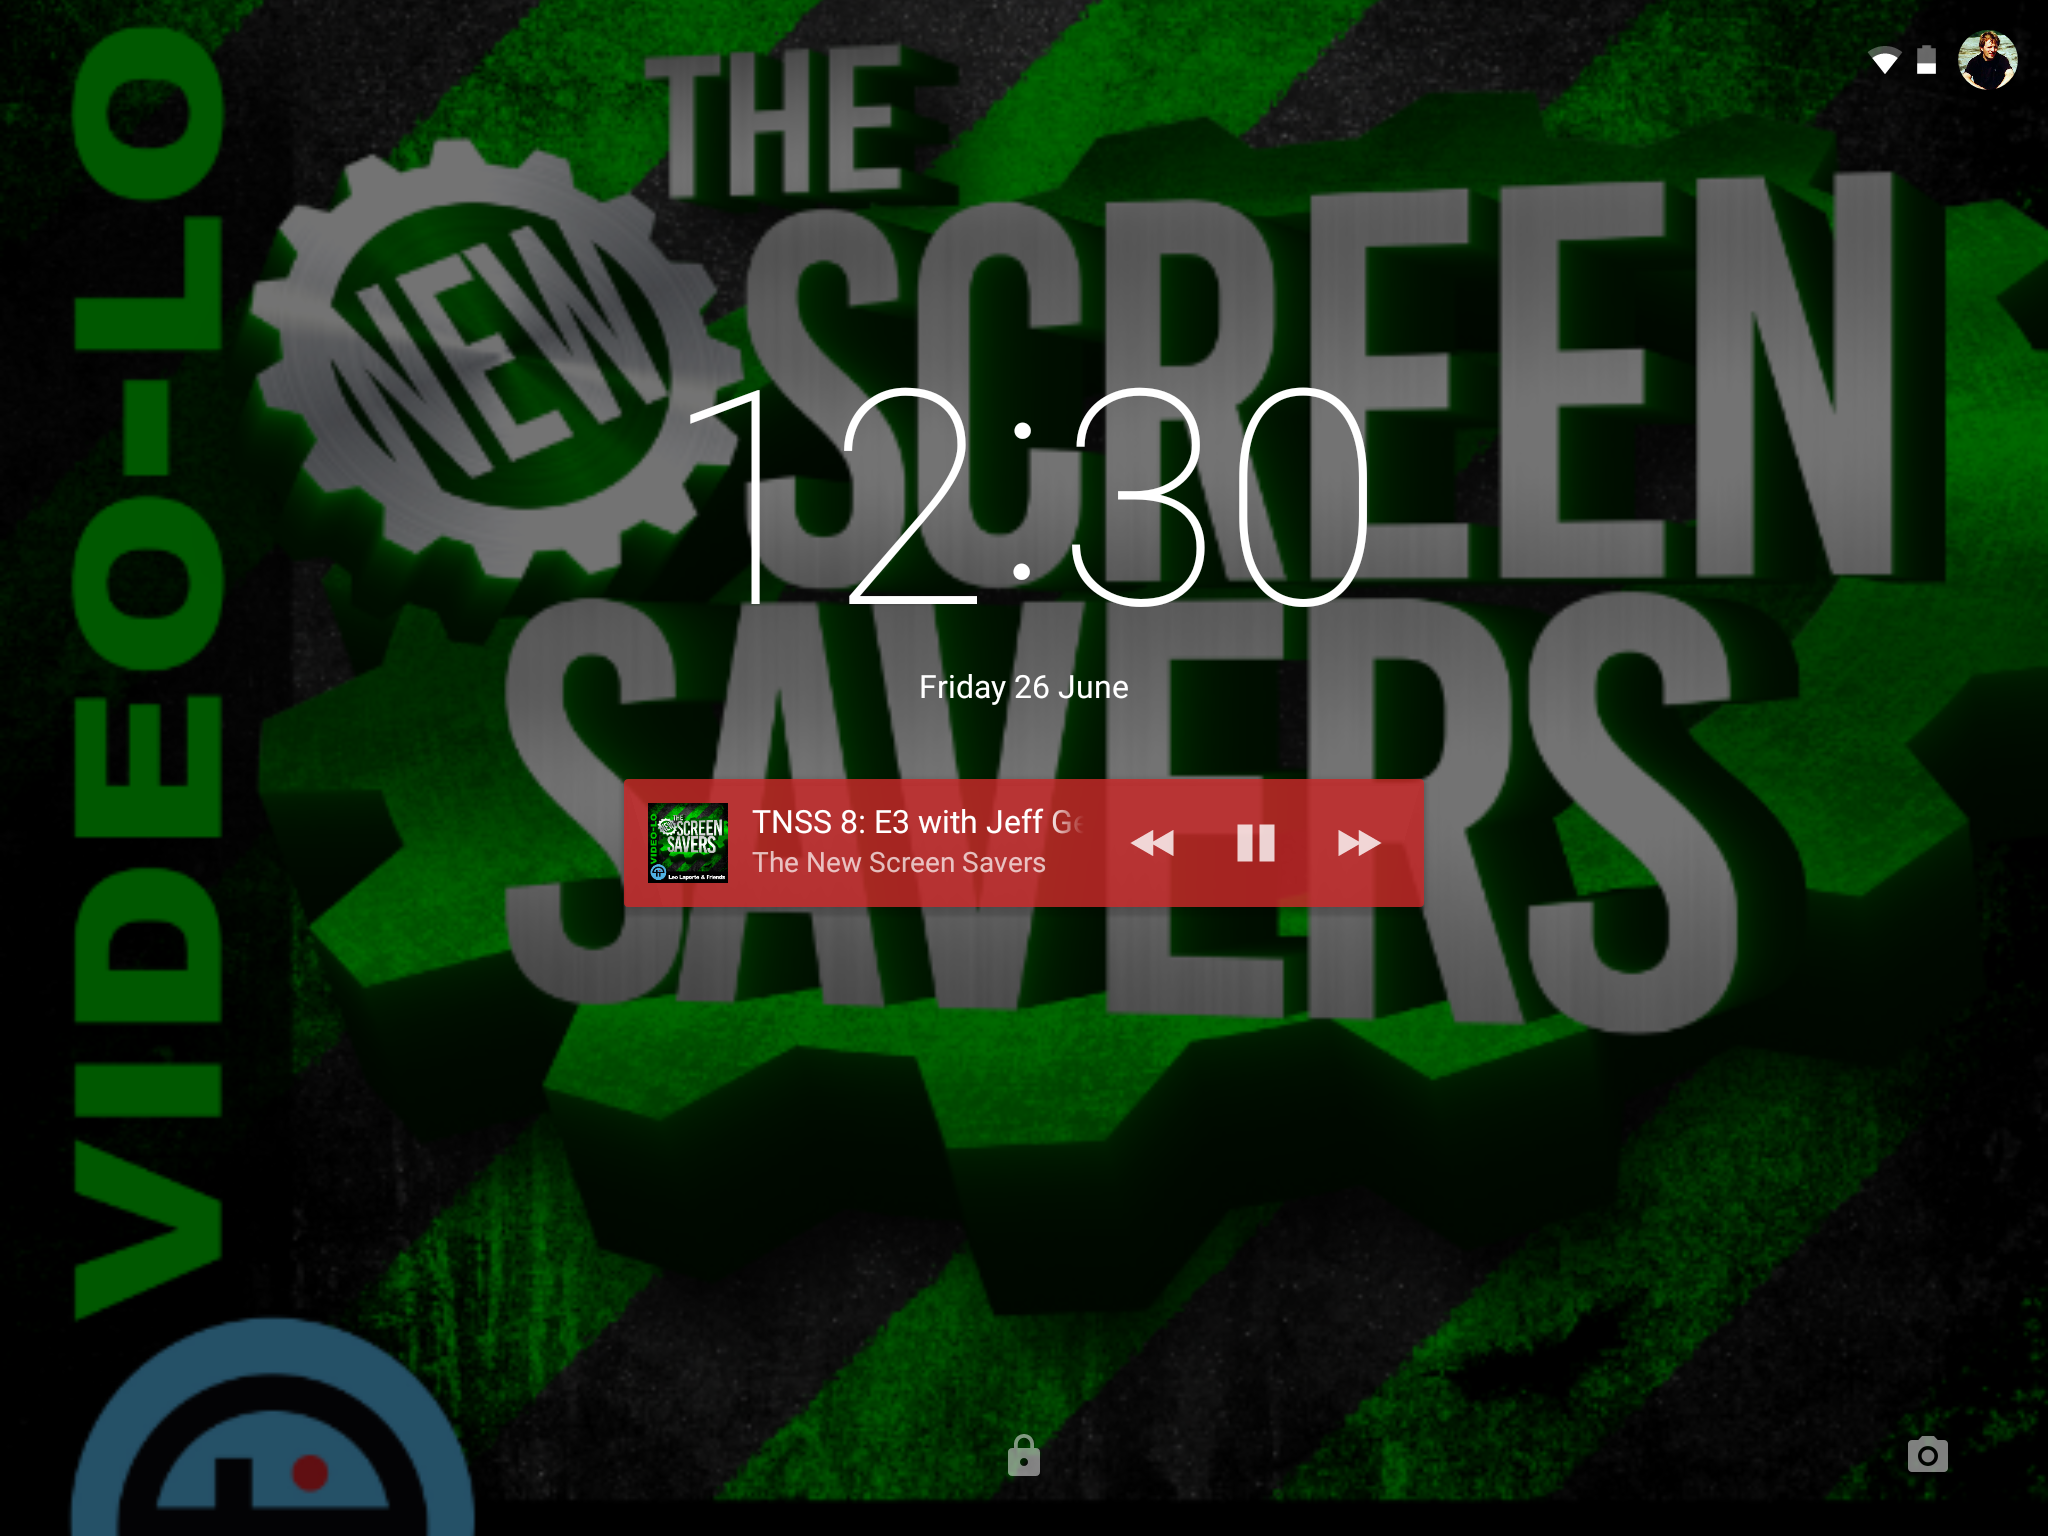 VIDEO-LO
THE
NEW
SCREEN
SAVERS
12:30
Friday 26 June
TNSS 8: E3 with Jeff Ge
The New Screen Savers
VIDEO-LO
THE
NEW
SCREEN
SAVERS
Leo Laporte & Friends